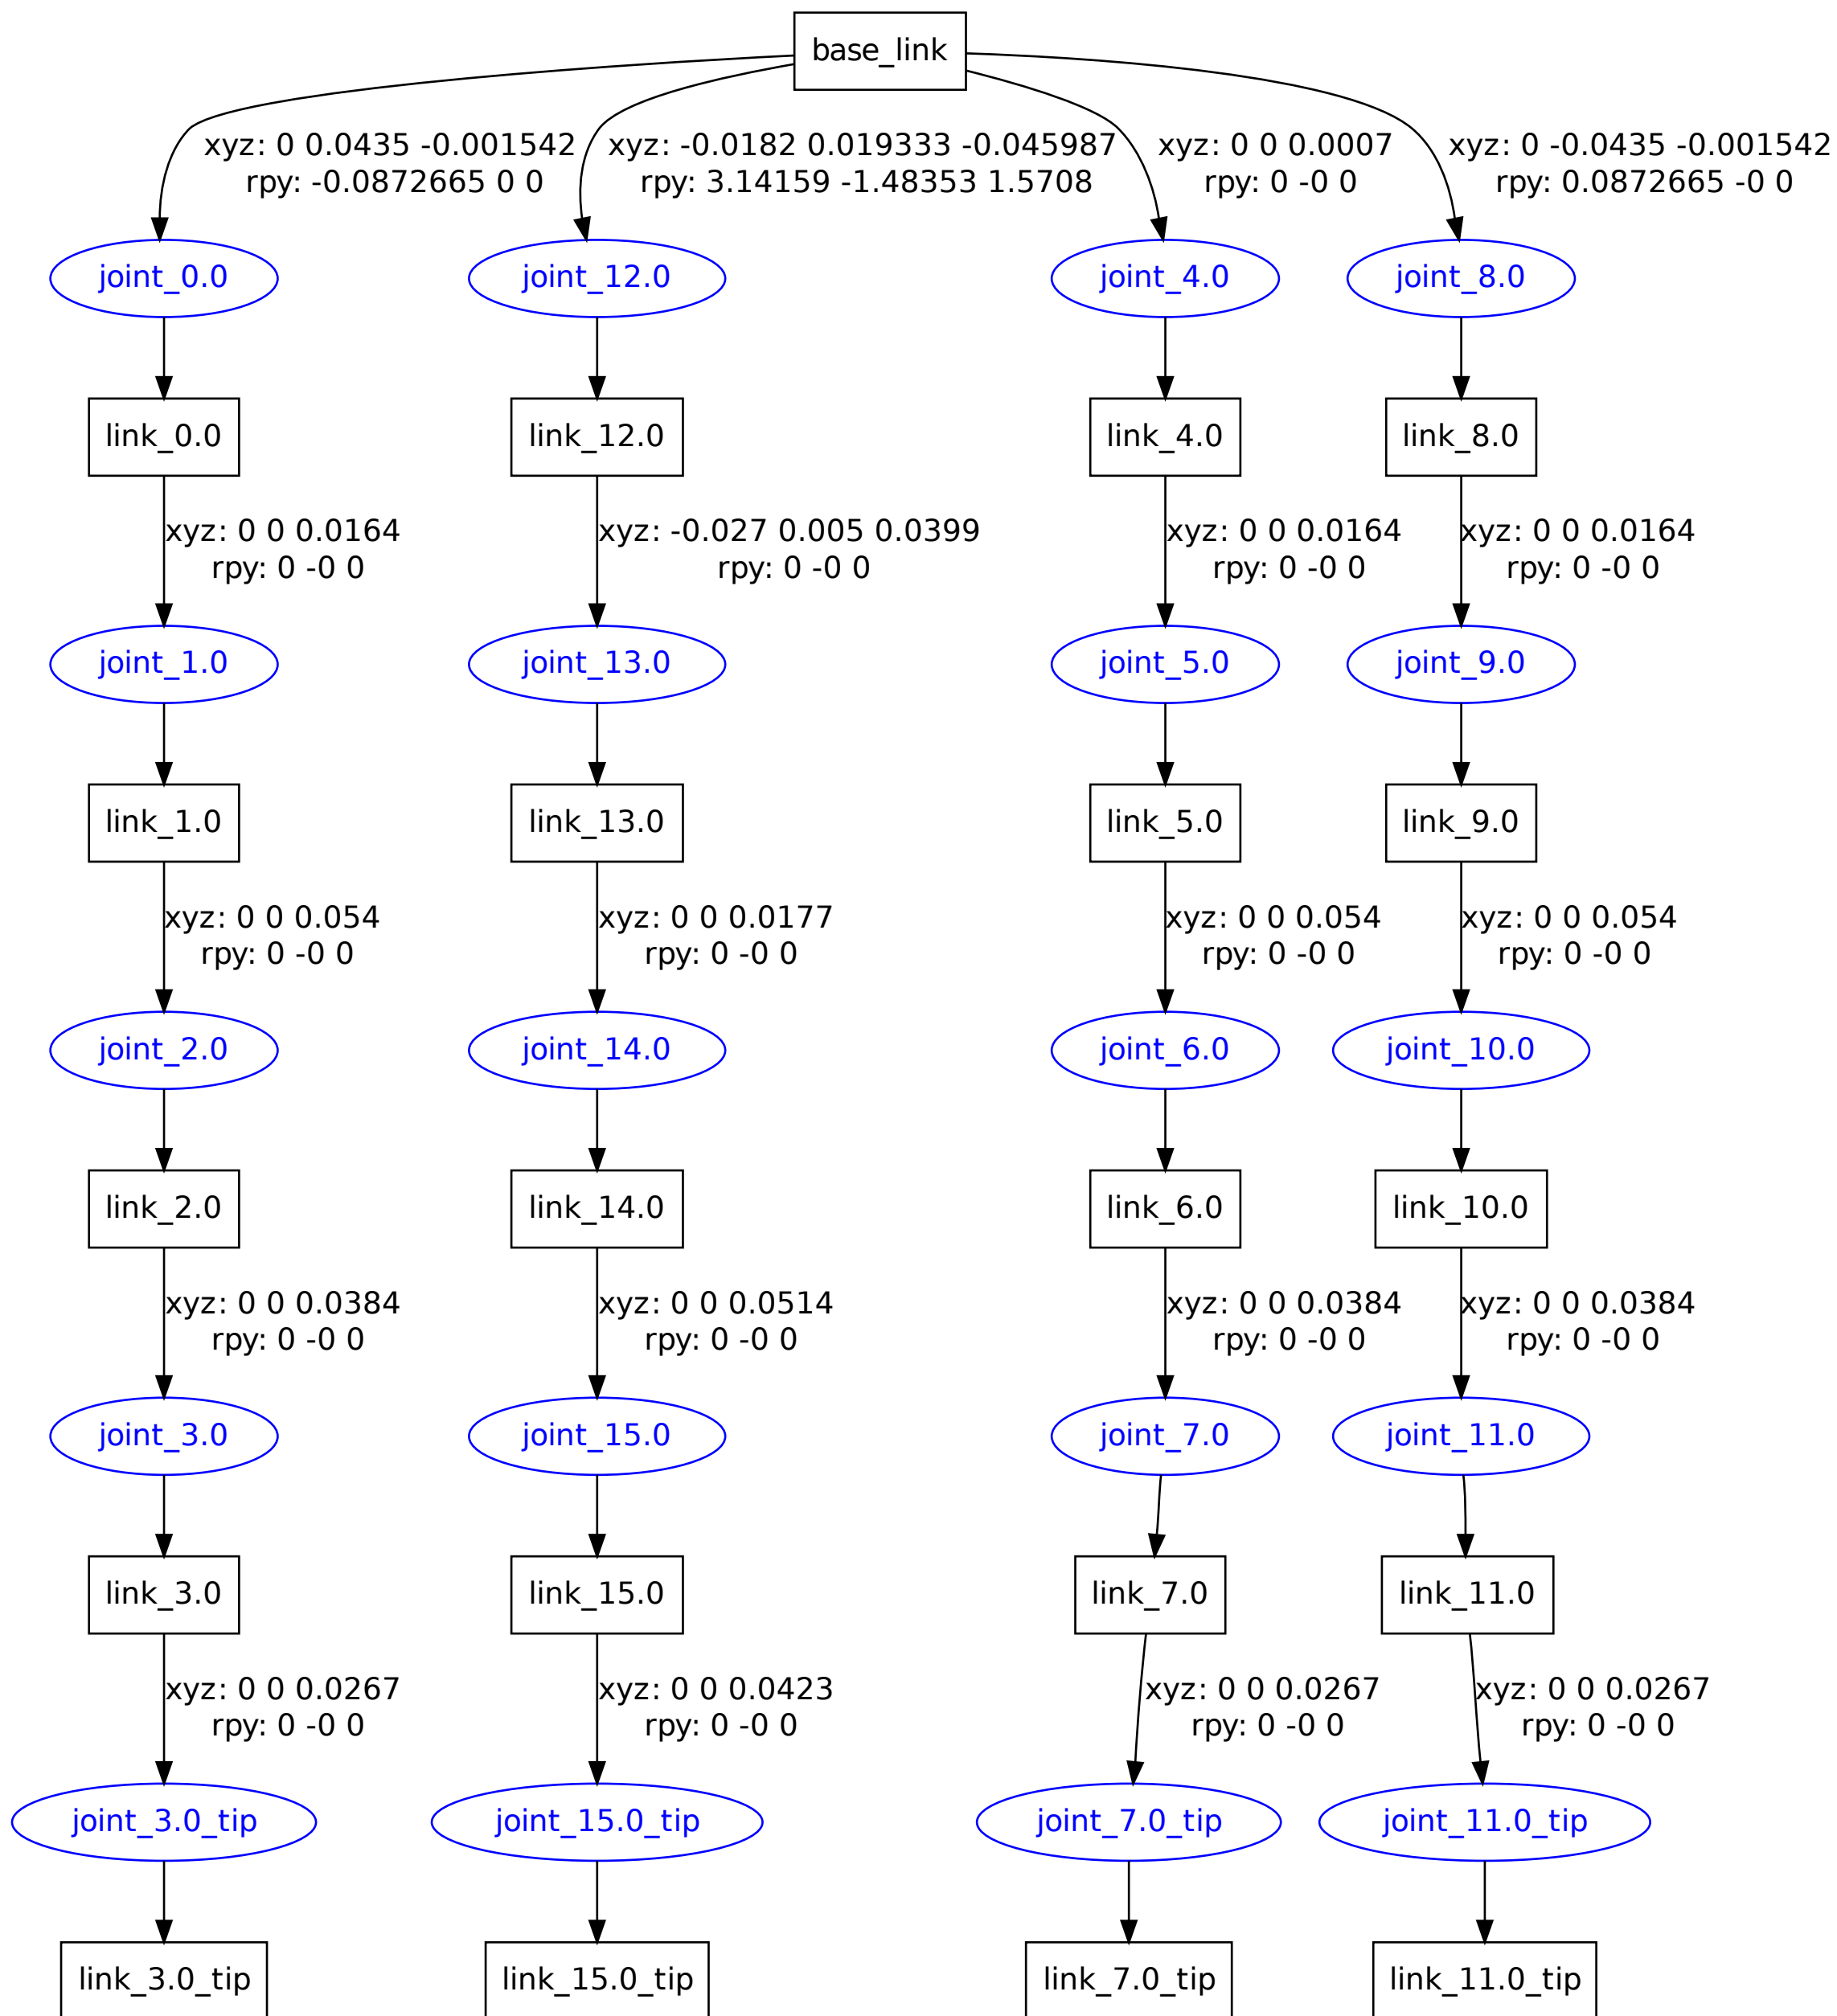 base_link
xyz: 0 0.0435 -0.001542
rpy: -0.0872665 0 0
xyz: -0.0182 0.019333 -0.045987
rpy: 3.14159 -1.48353 1.5708
xyz: 0 0 0.0007
rpy: 0 -0 0
xyz: 0 -0.0435 -0.001542
rpy: 0.0872665 -0 0
joint_0.0
joint_12.0
joint_4.0
joint_8.0
link_0.0
link_12.0
link_4.0
link_8.0
xyz: 0 0 0.0164
rpy: 0 -0 0
xyz: -0.027 0.005 0.0399
rpy: 0 -0 0
xyz: 0 0 0.0164
rpy: 0 -0 0
xyz: 0 0 0.0164
rpy: 0 -0 0
joint_1.0
joint_13.0
joint_5.0
joint_9.0
link_1.0
link_13.0
link_5.0
link_9.0
xyz: 0 0 0.054
rpy: 0 -0 0
xyz: 0 0 0.0177
rpy: 0 -0 0
xyz: 0 0 0.054
rpy: 0 -0 0
xyz: 0 0 0.054
rpy: 0 -0 0
joint_2.0
joint_14.0
joint_6.0
joint_10.0
link_2.0
link_14.0
link_6.0
link_10.0
xyz: 0 0 0.0384
rpy: 0 -0 0
xyz: 0 0 0.0514
rpy: 0 -0 0
xyz: 0 0 0.0384
rpy: 0 -0 0
xyz: 0 0 0.0384
rpy: 0 -0 0
joint_3.0
joint_15.0
joint_7.0
joint_11.0
link_3.0
link_15.0
link_7.0
link_11.0
xyz: 0 0 0.0267
rpy: 0 -0 0
xyz: 0 0 0.0423
rpy: 0 -0 0
xyz: 0 0 0.0267
rpy: 0 -0 0
xyz: 0 0 0.0267
rpy: 0 -0 0
joint_3.0_tip
joint_15.0_tip
joint_7.0_tip
joint_11.0_tip
link_3.0_tip
link_15.0_tip
link_7.0_tip
link_11.0_tip